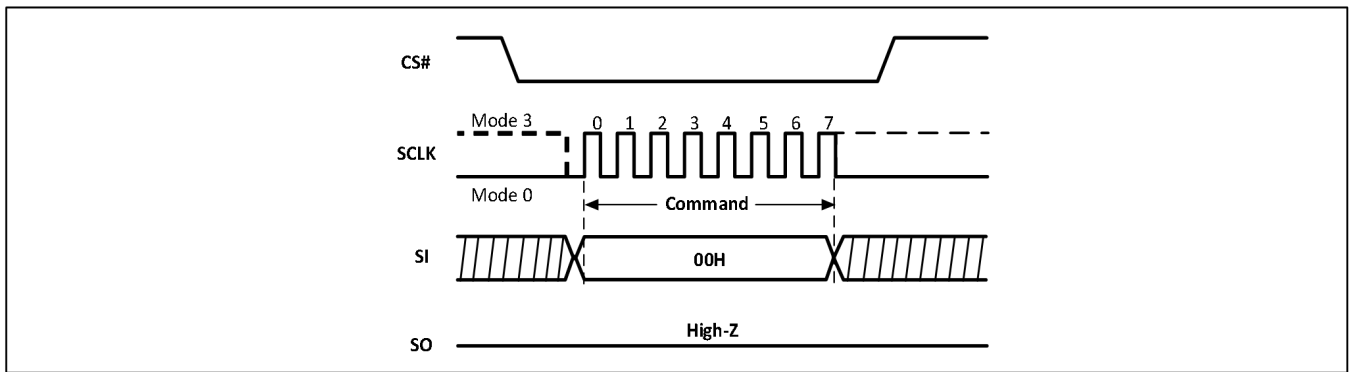 CS#
Mode 3
0 1 2 3 4 5 6 7
SCLK
Mode 0
Command
SI
00H
High-Z
SO